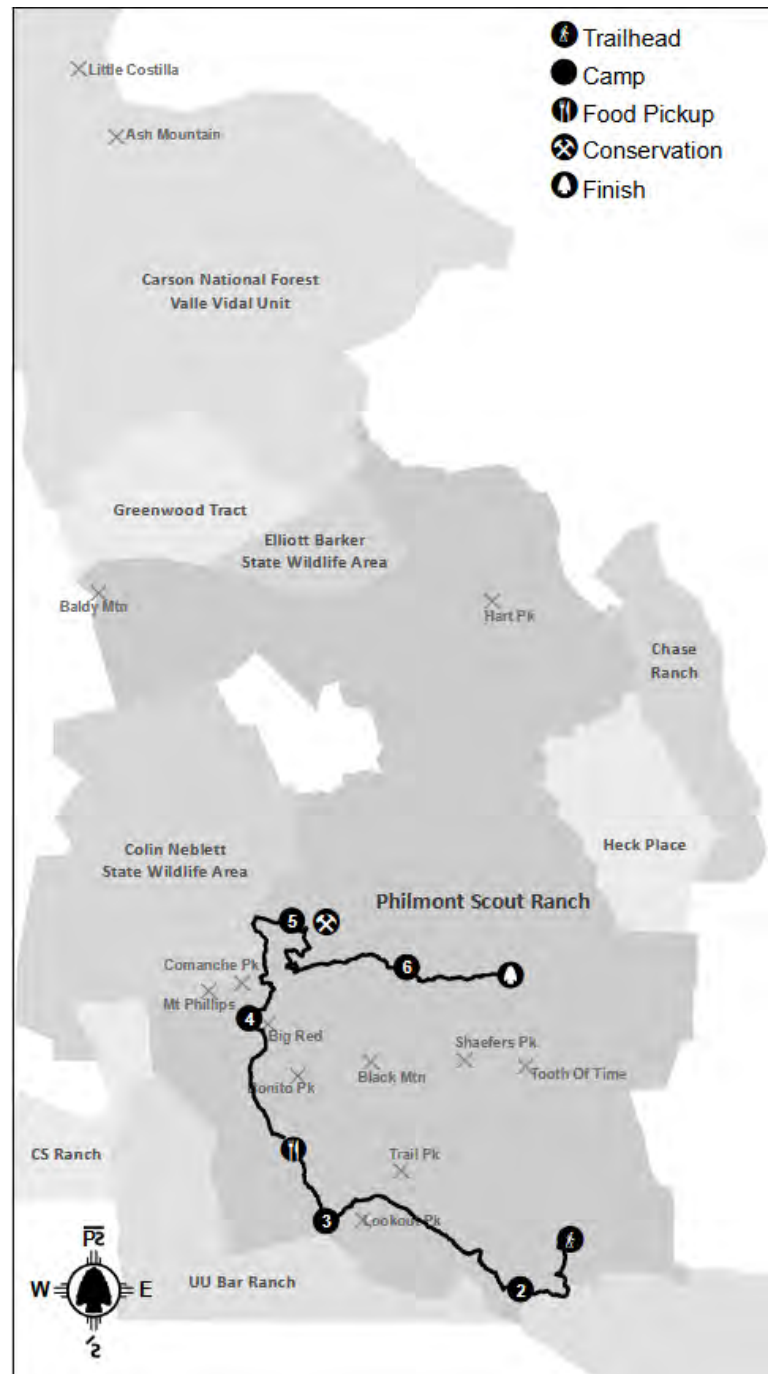 Trailhead
Camp
Food Pickup
Conservation
Finish
Little Costilla
Ash Mountain
Carson National Forest
Valle Vidal Unit
Greenwood Tract
Elliott Barker
State Wildlife Area
Baldy Mtn
Hart Pk
Chase
Ranch
Heck Place
Colin Neblett
State Wildlife Area
Philmont Scout Ranch
5
6
Comanche Pk
Mt Phillips
4
Big Red
Shaefers Pk
Black Mtn
Tooth Of Time
Bonito Pk
CS Ranch
Trail Pk
3
Lookout Pk
UU Bar Ranch
2
W
E